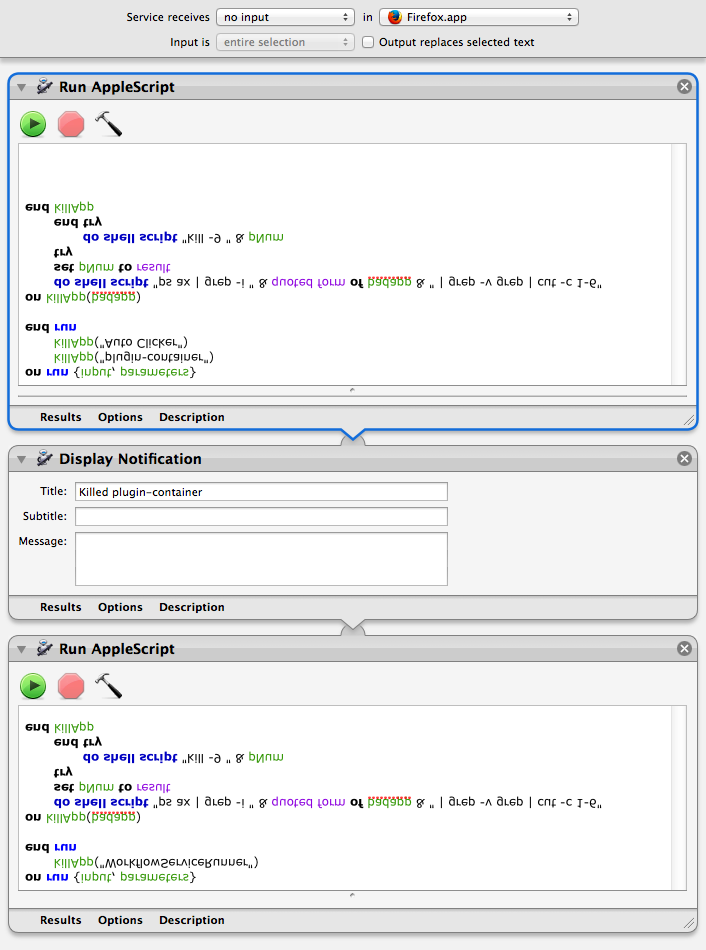 Service receives no input in Firefox.app
Input is entire selection Output replaces selected text
Run AppleScript
on run {input, parameters}
killApp("plugin-container")
killApp("Auto Clicker")
end run
on killApp(badapp)
do shell script "ps ax | grep -i " & quoted form of badapp & " | grep -v grep | cut -c 1-6"
set pNum to result
try
do shell script "kill -9 " & pNum
end try
end killApp
Results Options Description
Display Notification
Title: Killed plugin-container
Subtitle:
Message:
Results Options Description
Run AppleScript
on run {input, parameters}
killApp("WorkflowServiceRunner")
end run
on killApp(badapp)
do shell script "ps ax | grep -i " & quoted form of badapp & " | grep -v grep | cut -c 1-6"
set pNum to result
try
do shell script "kill -9 " & pNum
end try
end killApp
Results Options Description